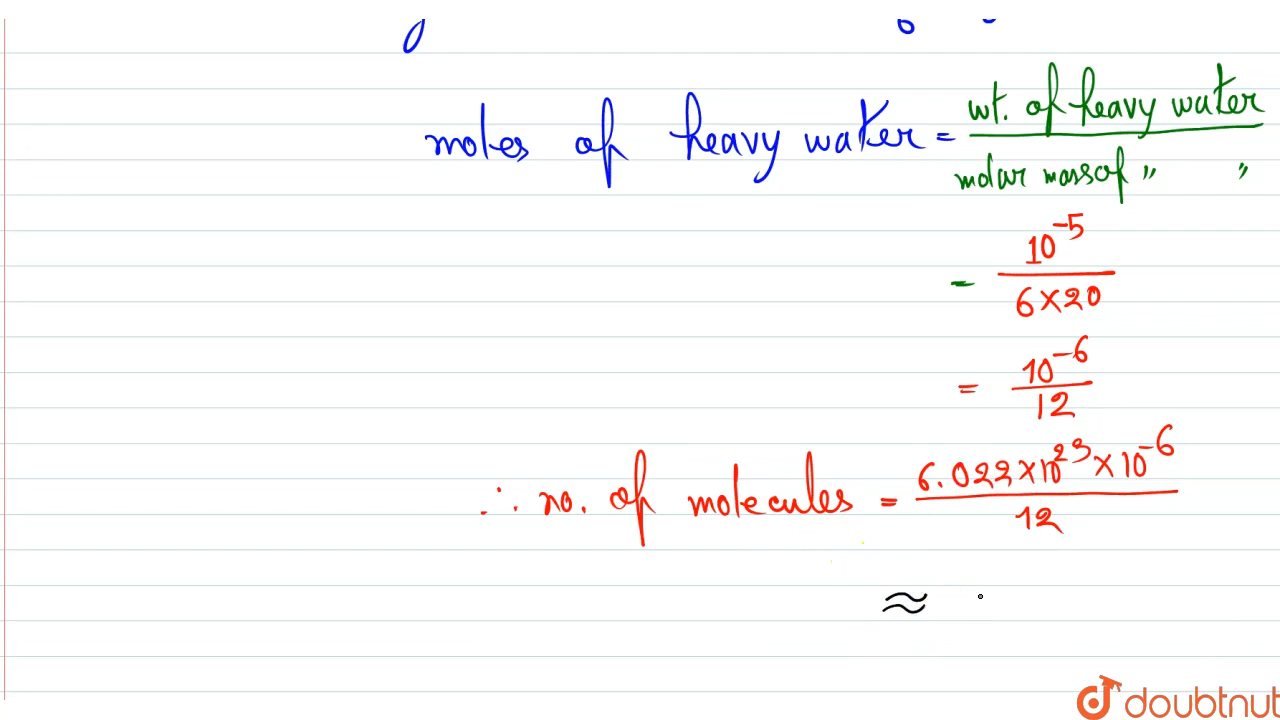 moles of heavy water = wt. of heavy water / molar mass of " "
= 10^-5 / 6×20
= 10^-6 / 12
∴ no. of molecules = 6.022×10^23×10^-6 / 12
≈
doubtnut